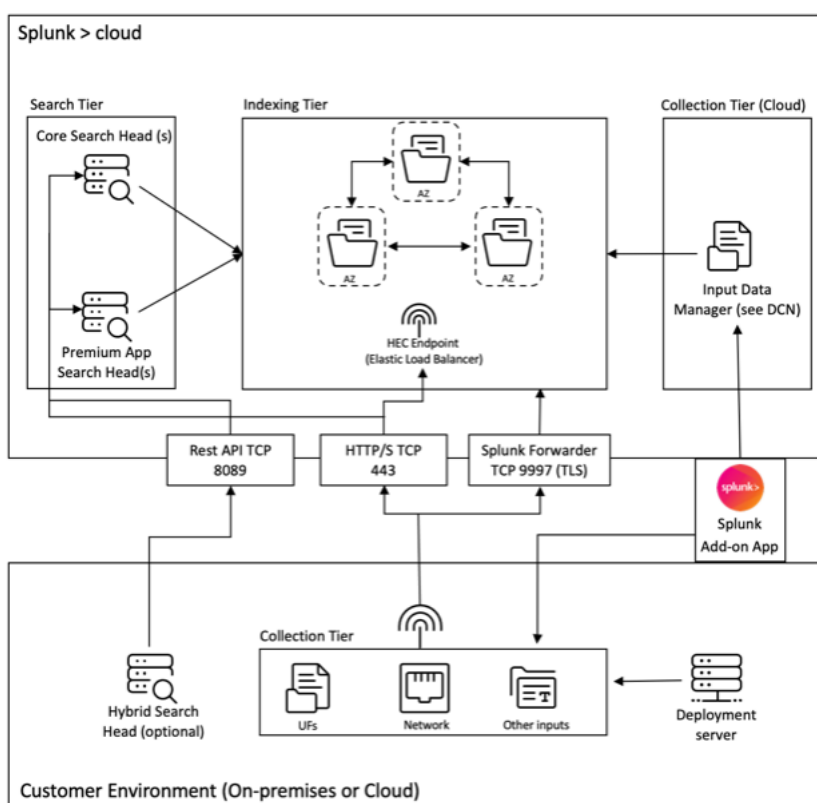 Splunk > cloud
Search Tier
Indexing Tier
Collection Tier (Cloud)
Core Search Head (s)
AZ
AZ
AZ
Input Data
Manager (see DCN)
HEC Endpoint
(Elastic Load Balancer)
Premium App
Search Head(s)
Rest API TCP
8089
HTTP/S TCP
443
Splunk Forwarder
TCP 9997 (TLS)
splunk>
Splunk
Add-on App
Collection Tier
T
Hybrid Search
Head (optional)
UFs
Network
Other inputs
Deployment
server
Customer Environment (On-premises or Cloud)